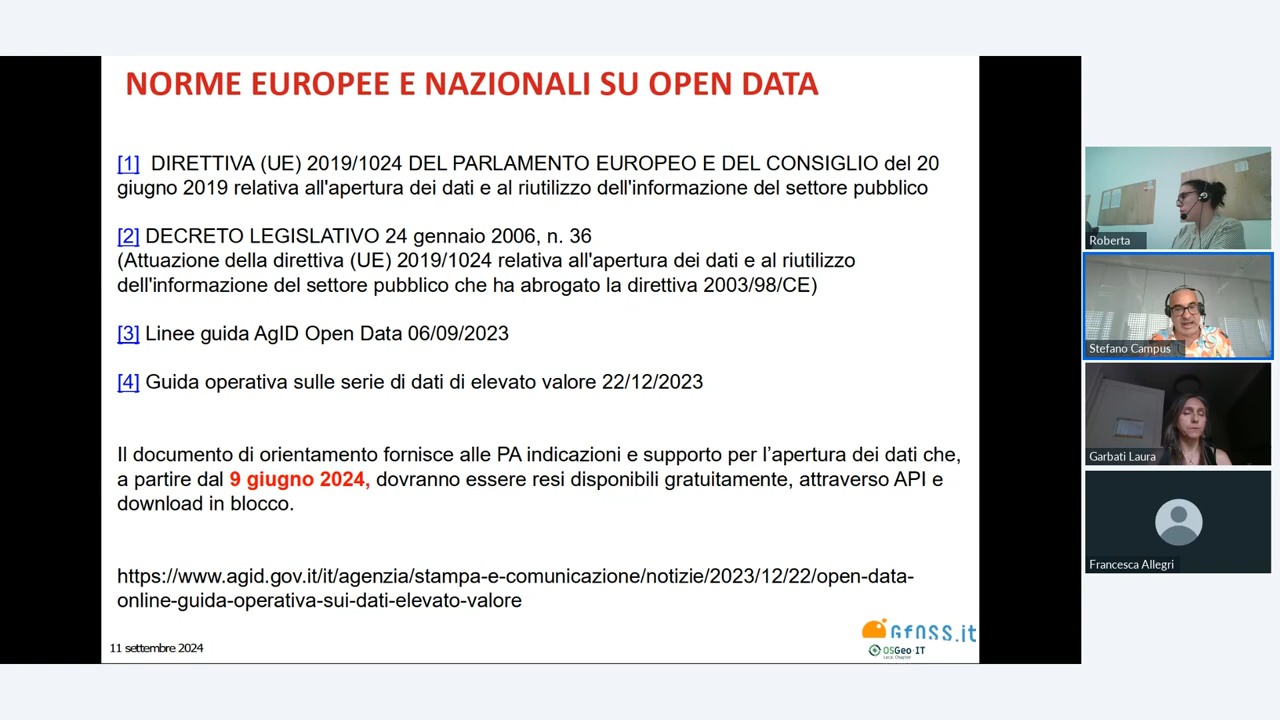 NORME EUROPEE E NAZIONALI SU OPEN DATA
[1] DIRETTIVA (UE) 2019/1024 DEL PARLAMENTO EUROPEO E DEL CONSIGLIO del 20
giugno 2019 relativa all'apertura dei dati e al riutilizzo dell'informazione del settore pubblico
[2] DECRETO LEGISLATIVO 24 gennaio 2006, n. 36
(Attuazione della direttiva (UE) 2019/1024 relativa all'apertura dei dati e al riutilizzo
dell'informazione del settore pubblico che ha abrogato la direttiva 2003/98/CE)
[3] Linee guida AgID Open Data 06/09/2023
[4] Guida operativa sulle serie di dati di elevato valore 22/12/2023
Il documento di orientamento fornisce alle PA indicazioni e supporto per l’apertura dei dati che,
a partire dal 9 giugno 2024, dovranno essere resi disponibili gratuitamente, attraverso API e
download in blocco.
https://www.agid.gov.it/it/agenzia/stampa-e-comunicazione/notizie/2023/12/22/open-data-
online-guida-operativa-sui-dati-elevato-valore
11 settembre 2024
GFOSS.it
OSGeo·IT
Local Chapter
Roberta
Stefano Campus
Garbati Laura
Francesca Allegri